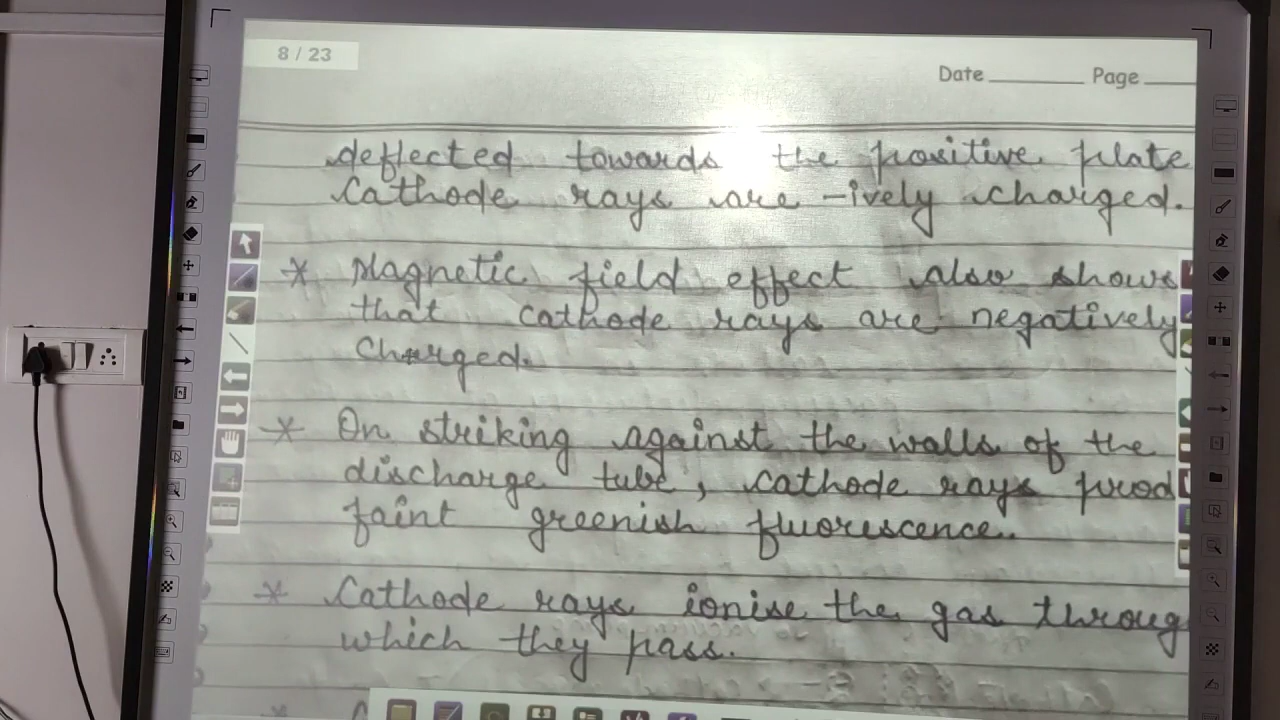 8 / 23
Date ________ Page ____
deflected towards the positive plate
Cathode rays are -ively charged.
* Magnetic field effect also shows
that cathode rays are negatively
Charged.
* On striking against the walls of the
discharge tube, cathode rays prod
faint greenish fluorescence.
* Cathode rays ionise the gas throug
which they pass.
*